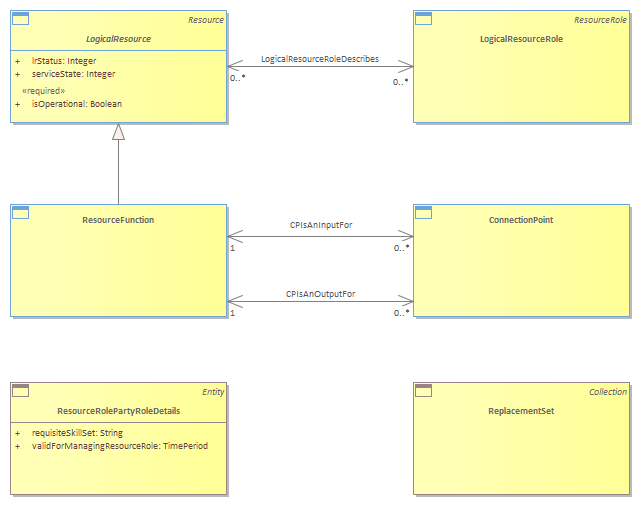 Resource
LogicalResource
+ lrStatus: Integer
+ serviceState: Integer
«required»
+ isOperational: Boolean
LogicalResourceRoleDescribes
0..*
0..*
ResourceRole
LogicalResourceRole
ResourceFunction
CPIsAnInputFor
1
0..*
CPIsAnOutputFor
1
0..*
ConnectionPoint
Entity
ResourceRolePartyRoleDetails
+ requisiteSkillSet: String
+ validForManagingResourceRole: TimePeriod
Collection
ReplacementSet